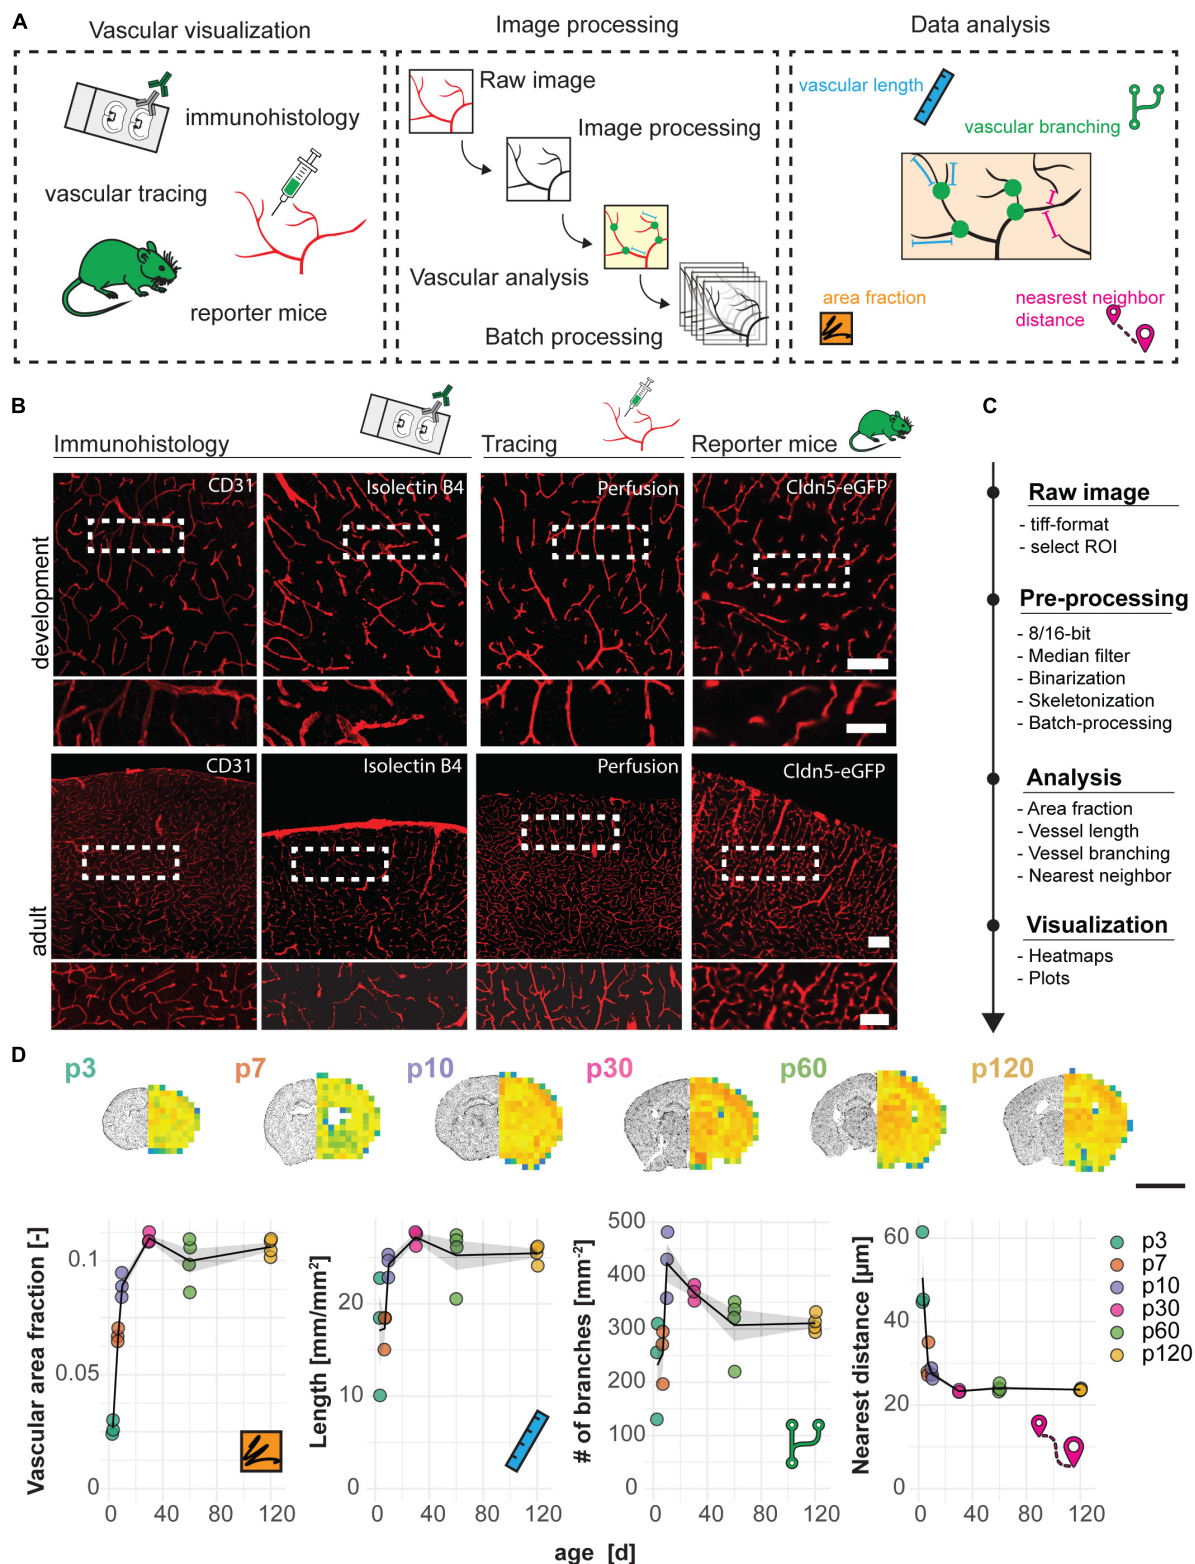 A
Vascular visualization
Image processing
Data analysis
immunohistology
vascular tracing
reporter mice
Raw image
Image processing
Vascular analysis
Batch processing
vascular length
vascular branching
area fraction
neasrest neighbor
distance
B
Immunohistology
Tracing
Reporter mice
development
CD31
Isolectin B4
Perfusion
Cldn5-eGFP
adult
CD31
Isolectin B4
Perfusion
Cldn5-eGFP
C
Raw image
- tiff-format
- select ROI
Pre-processing
- 8/16-bit
- Median filter
- Binarization
- Skeletonization
- Batch-processing
Analysis
- Area fraction
- Vessel length
- Vessel branching
- Nearest neighbor
Visualization
- Heatmaps
- Plots
D
p3 p7 p10 p30 p60 p120
Vascular area fraction [-]
0.1
0.05
0
0 40 80 120
Length [mm/mm²]
20
10
0
0 40 80 120
# of branches [mm⁻²]
500
400
300
200
100
0
0 40 80 120
Nearest distance [µm]
60
40
20
0
0 40 80 120
p3
p7
p10
p30
p60
p120
age [d]